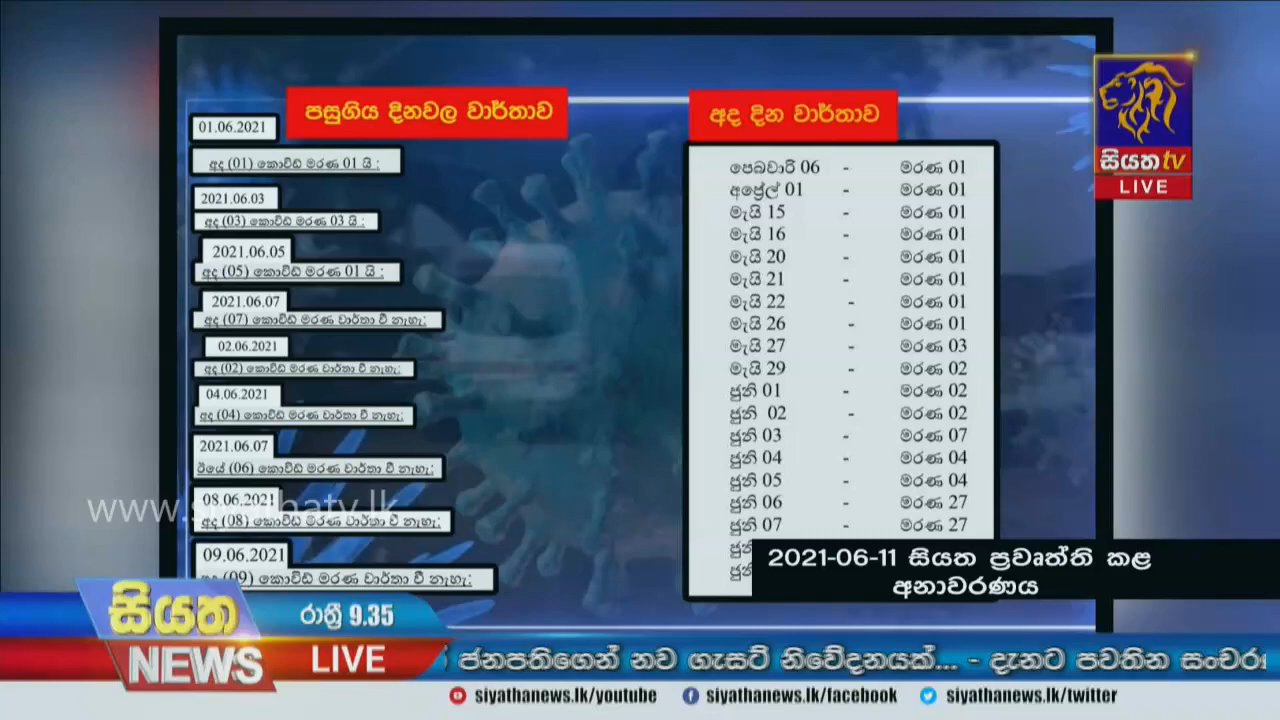 පසුගිය දිනවල වාර්තාව
01.06.2021
අද (01) කොවිඩ් මරණ 01 යි :
2021.06.03
අද (03) කොවිඩ් මරණ 03 යි :
2021.06.05
අද (05) කොවිඩ් මරණ 01 යි :
2021.06.07
අද (07) කොවිඩ් මරණ වාර්තා වී නැහැ:
02.06.2021
අද (02) කොවිඩ් මරණ වාර්තා වී නැහැ:
04.06.2021
අද (04) කොවිඩ් මරණ වාර්තා වී නැහැ:
2021.06.07
ඊයේ (06) කොවිඩ් මරණ වාර්තා වී නැහැ:
08.06.2021
අද (08) කොවිඩ් මරණ වාර්තා වී නැහැ:
09.06.2021
අද (09) කොවිඩ් මරණ වාර්තා වී නැහැ:
අද දින වාර්තාව
පෙබවාරි 06 - මරණ 01
අප්‍රේල් 01 - මරණ 01
මැයි 15 - මරණ 01
මැයි 16 - මරණ 01
මැයි 20 - මරණ 01
මැයි 21 - මරණ 01
මැයි 22 - මරණ 01
මැයි 26 - මරණ 01
මැයි 27 - මරණ 03
මැයි 29 - මරණ 02
ජුනි 01 - මරණ 02
ජුනි 02 - මරණ 02
ජුනි 03 - මරණ 07
ජුනි 04 - මරණ 04
ජුනි 05 - මරණ 04
ජුනි 06 - මරණ 27
ජුනි 07 - මරණ 27
සියත tv
LIVE
2021-06-11 සියත ප්‍රවෘත්ති කළ
අනාවරණය
www.siyathatv.lk
සියත
NEWS
රාත්‍රී 9.35
LIVE
ජනපතිගෙන් නව ගැසට් නිවේදනයක්... - දැනට පවතින
siyathanews.lk/youtube
siyathanews.lk/facebook
siyathanews.lk/twitter